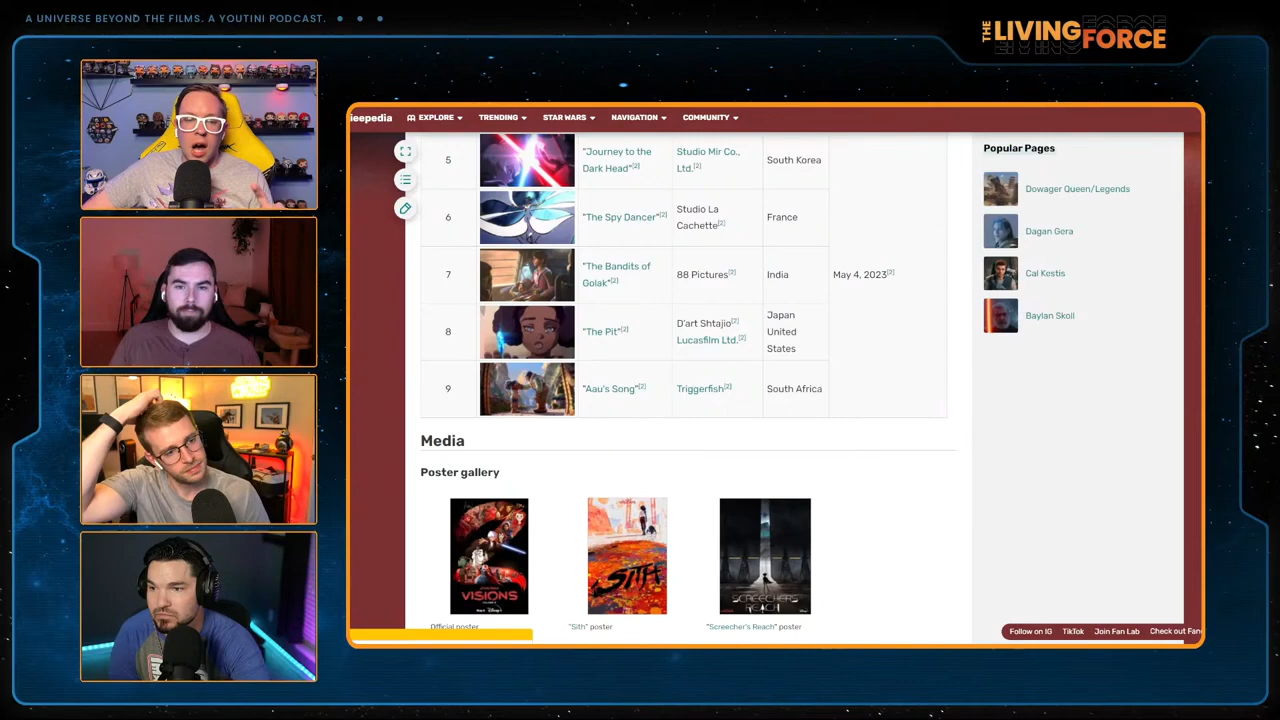 A UNIVERSE BEYOND THE FILMS. A YOUTINI PODCAST.
THE LIVING FORCE
ieepedia EXPLORE TRENDING STAR WARS NAVIGATION COMMUNITY
5 "Journey to the Dark Head"[2] Studio Mir Co., Ltd.[2] South Korea
6 "The Spy Dancer"[2] Studio La Cachette[2] France
7 "The Bandits of Golak"[2] 88 Pictures[2] India May 4, 2023[2]
8 "The Pit"[2] D'art Shtajio[2] Lucasfilm Ltd.[2] Japan United States
9 "Aau's Song"[2] Triggerfish[2] South Africa
Popular Pages
Dowager Queen/Legends
Dagan Gera
Cal Kestis
Baylan Skoll
Media
Poster gallery
VISIONS
SITH
SCREECHER'S REACH
Official poster
"Sith" poster
"Screecher's Reach" poster
Follow on IG TikTok Join Fan Lab Check out Fan